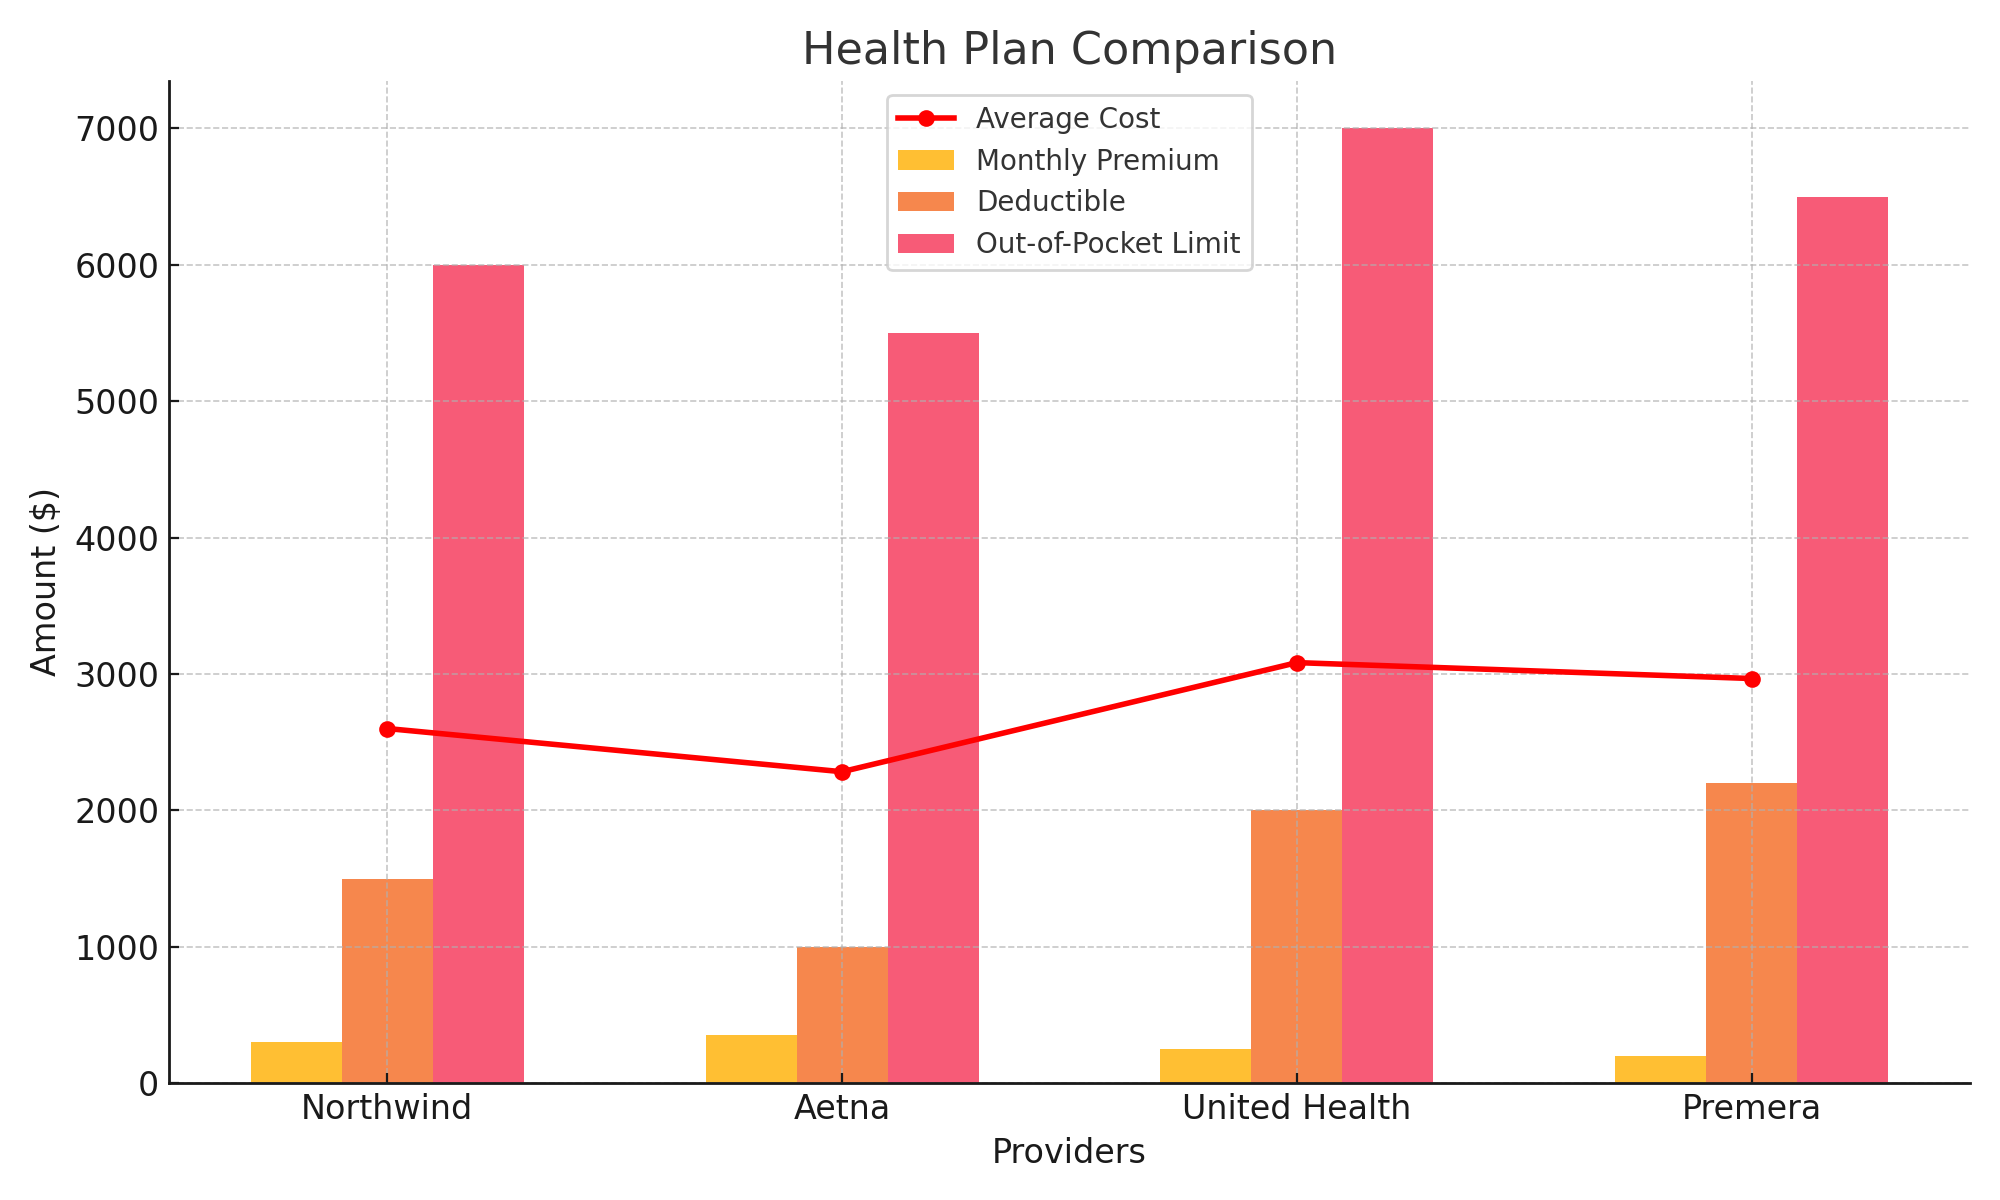 Health Plan Comparison
Average Cost
Monthly Premium
Deductible
Out-of-Pocket Limit
Amount ($)
7000
6000
5000
4000
3000
2000
1000
0
Northwind
Aetna
United Health
Premera
Providers